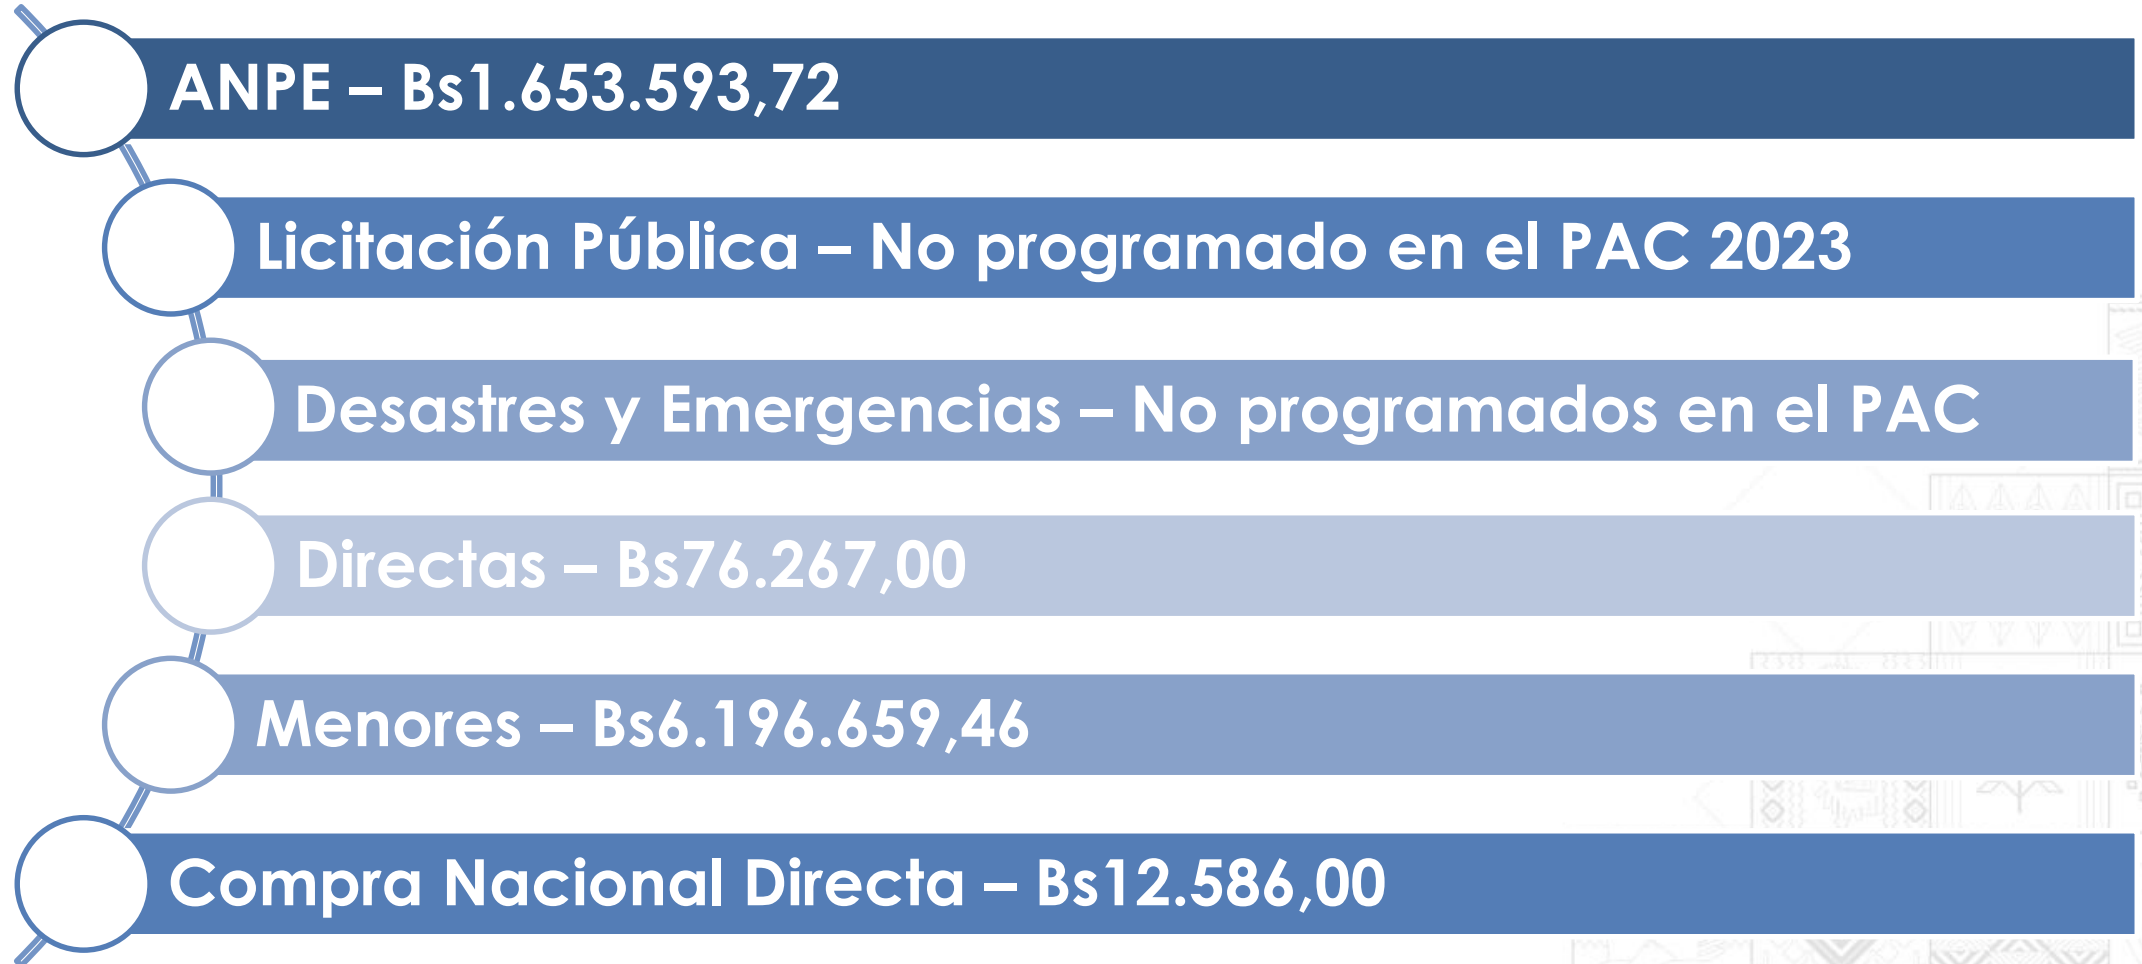 ANPE – Bs1.653.593,72
Licitación Pública – No programado en el PAC 2023
Desastres y Emergencias – No programados en el PAC
Directas – Bs76.267,00
Menores – Bs6.196.659,46
Compra Nacional Directa – Bs12.586,00